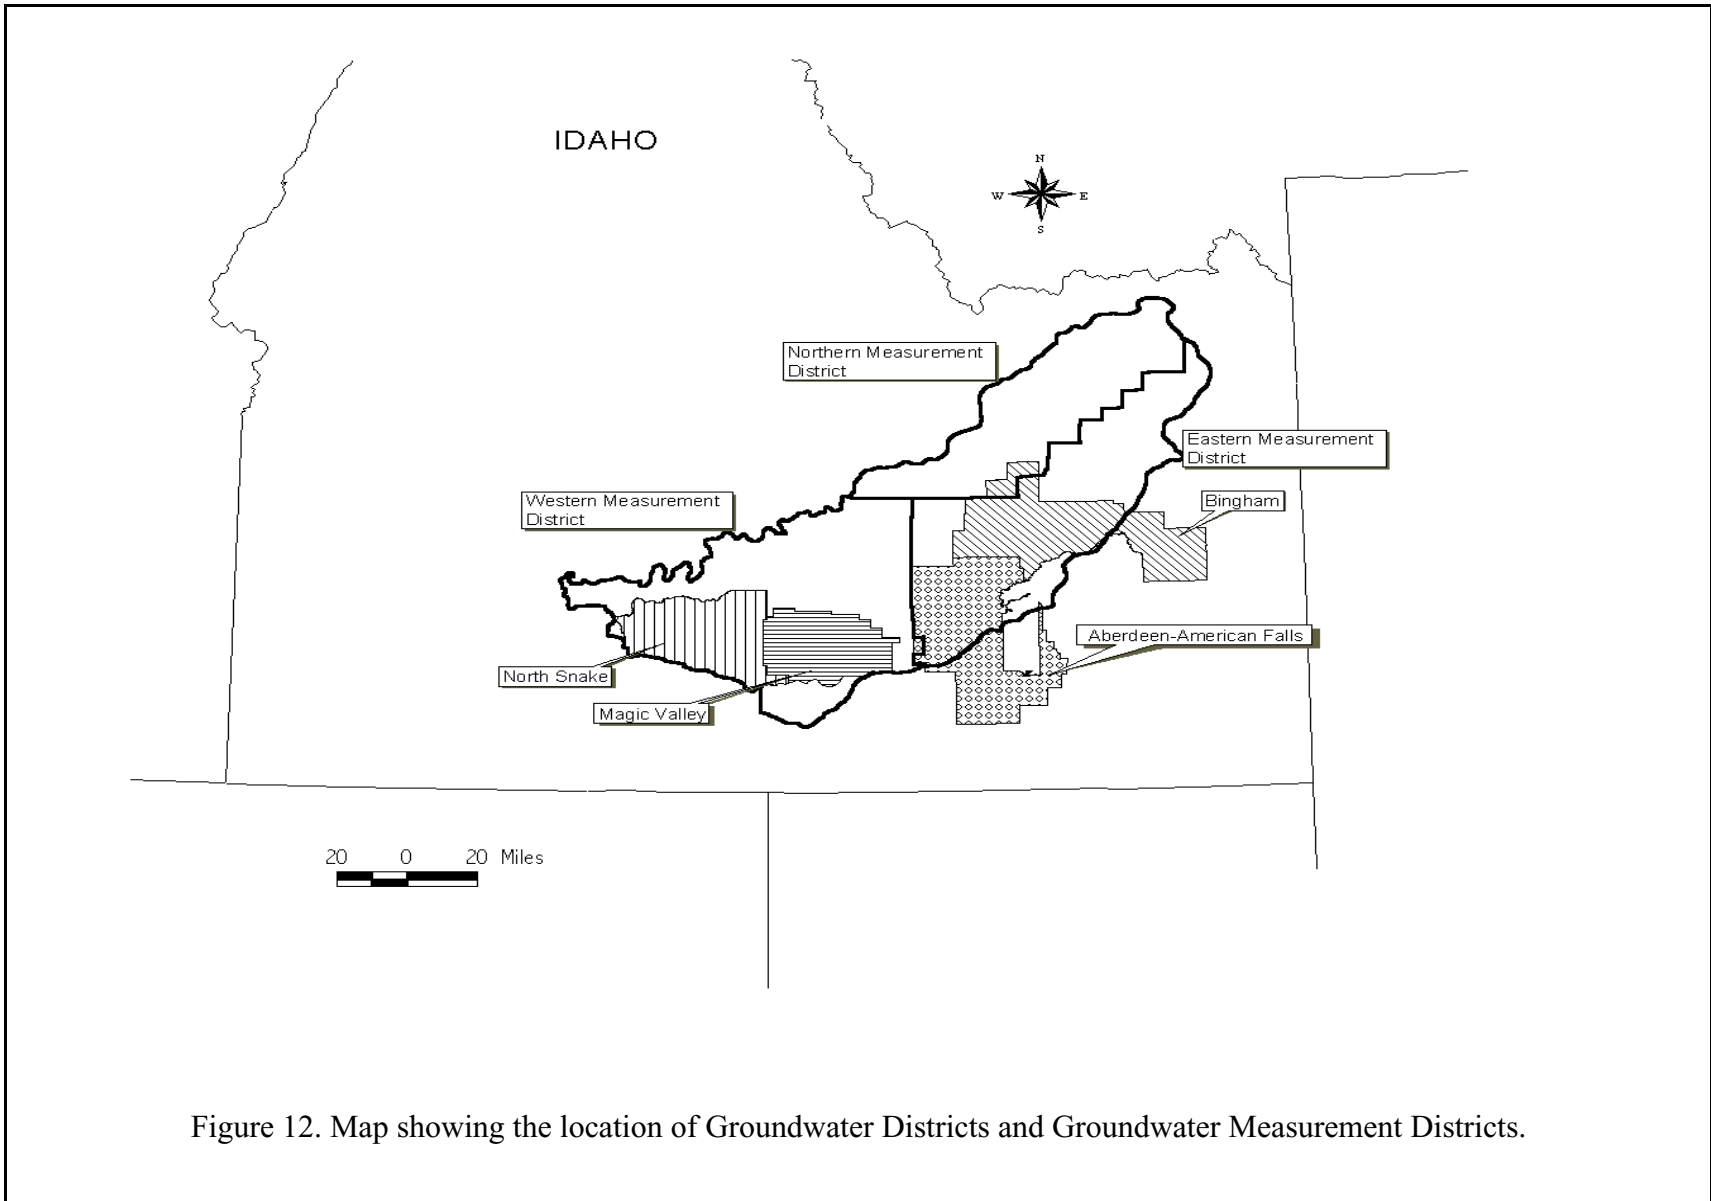 IDAHO
N
W E
S
Northern Measurement
District
Eastern Measurement
District
Western Measurement
District
Bingham
Aberdeen-American Falls
North Snake
Magic Valley
20 0 20 Miles
Figure 12. Map showing the location of Groundwater Districts and Groundwater Measurement Districts.